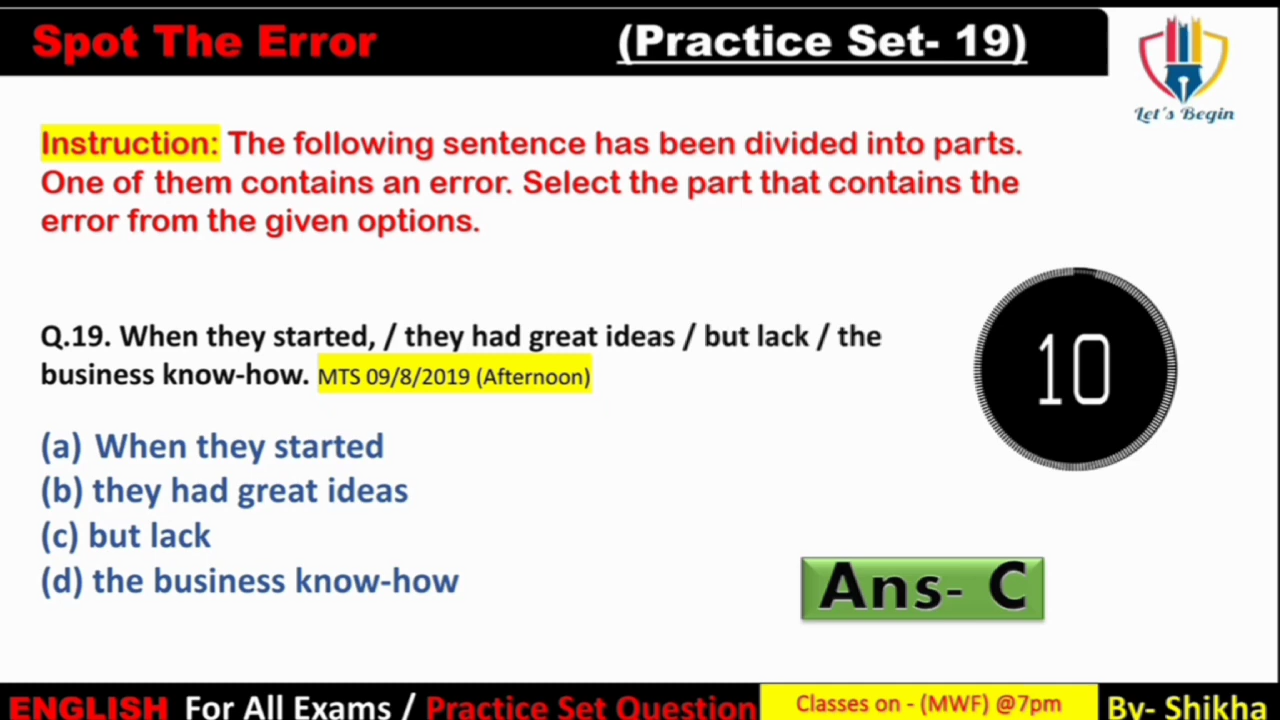 Spot The Error (Practice Set- 19)
Let's Begin
Instruction: The following sentence has been divided into parts.
One of them contains an error. Select the part that contains the
error from the given options.
Q.19. When they started, / they had great ideas / but lack / the
business know-how. MTS 09/8/2019 (Afternoon)
10
(a) When they started
(b) they had great ideas
(c) but lack
(d) the business know-how
Ans- C
ENGLISH For All Exams / Practice Set Question Classes on - (MWF) @7pm By- Shikha